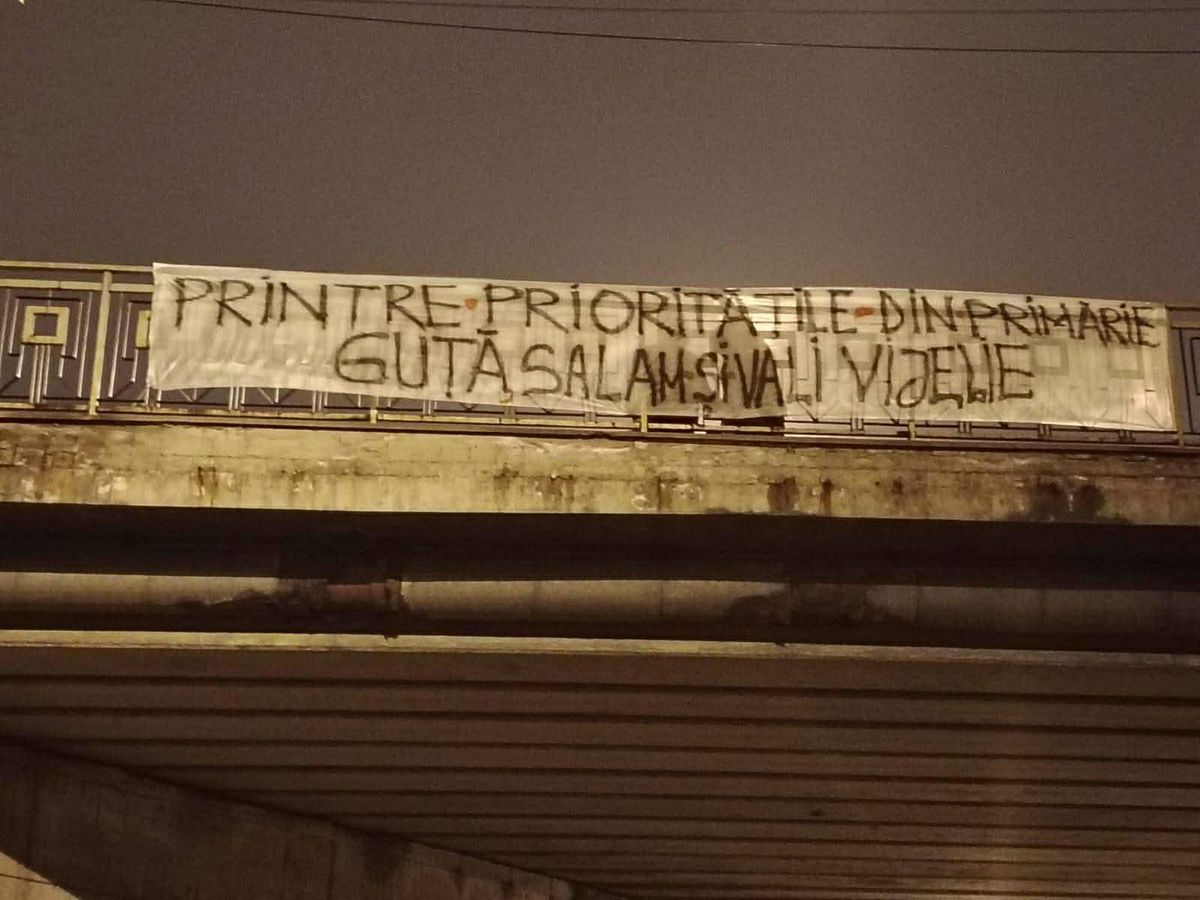 PRINTRE·PRIORITĂȚILE-DIN·PRIMĂRIE
GUȚĂ, SALAM ȘI VALI VIJELIE